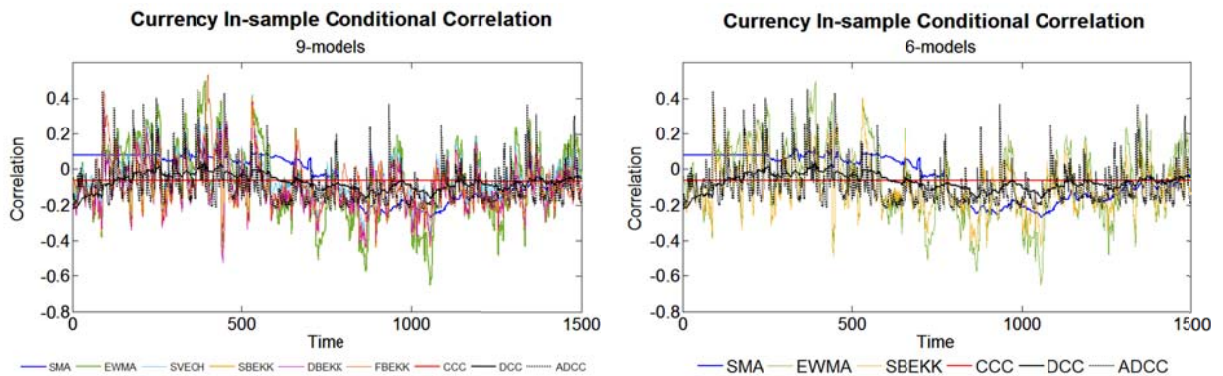 Currency In-sample Conditional Correlation
9-models
Correlation
0.4
0.2
0
-0.2
-0.4
-0.6
-0.8
0
500
1000
1500
Time
SMA EWMA SVECH SBEKK DBEKK FBEKK CCC DCC ADCC
Currency In-sample Conditional Correlation
6-models
Correlation
0.4
0.2
0
-0.2
-0.4
-0.6
-0.8
0
500
1000
1500
Time
SMA EWMA SBEKK CCC DCC ADCC